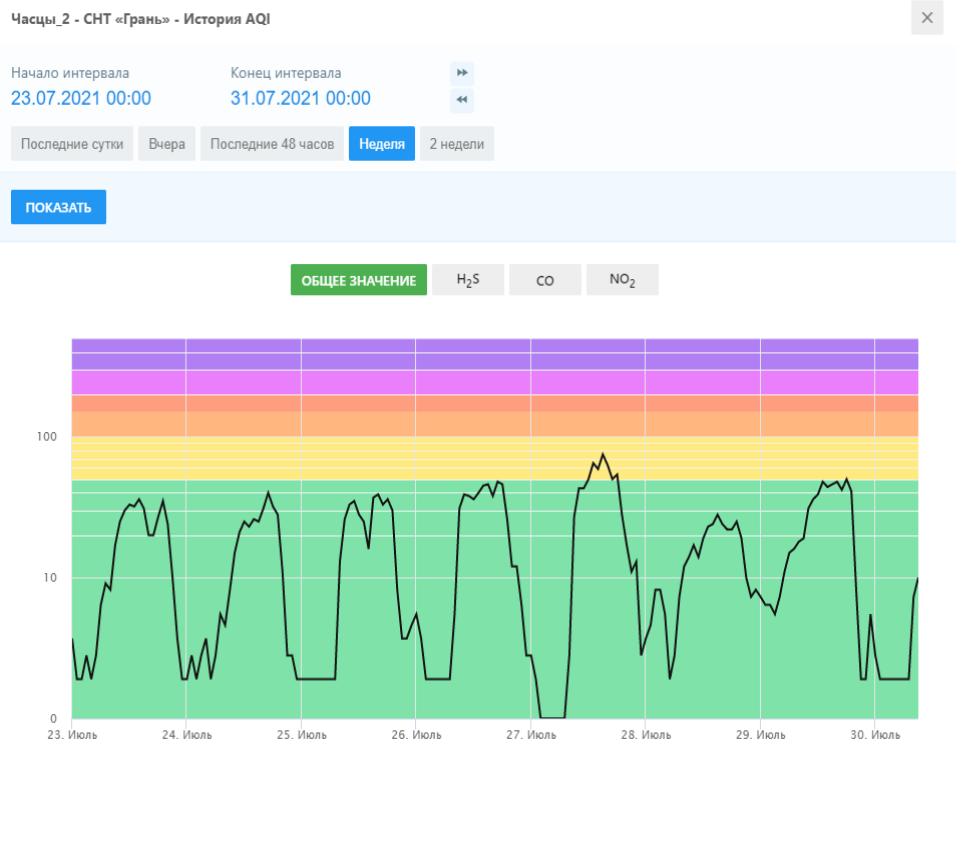 Часцы_2 - СНТ «Грань» - История AQI
×
Начало интервала Конец интервала
23.07.2021 00:00 31.07.2021 00:00
Последние сутки Вчера Последние 48 часов Неделя 2 недели
ПОКАЗАТЬ
ОБЩЕЕ ЗНАЧЕНИЕ H₂S CO NO₂
100
10
0
23. Июль 24. Июль 25. Июль 26. Июль 27. Июль 28. Июль 29. Июль 30. Июль